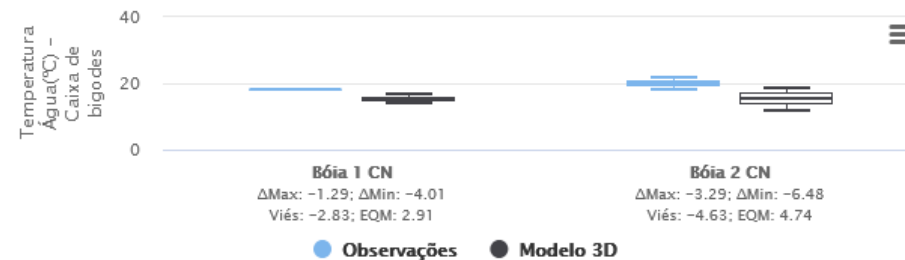 Temperatura
Água(ºC) –
Caixa de
bigodes
40
20
0
Bóia 1 CN
ΔMax: -1.29; ΔMin: -4.01
Viés: -2.83; EQM: 2.91
Bóia 2 CN
ΔMax: -3.29; ΔMin: -6.48
Viés: -4.63; EQM: 4.74
Observações
Modelo 3D